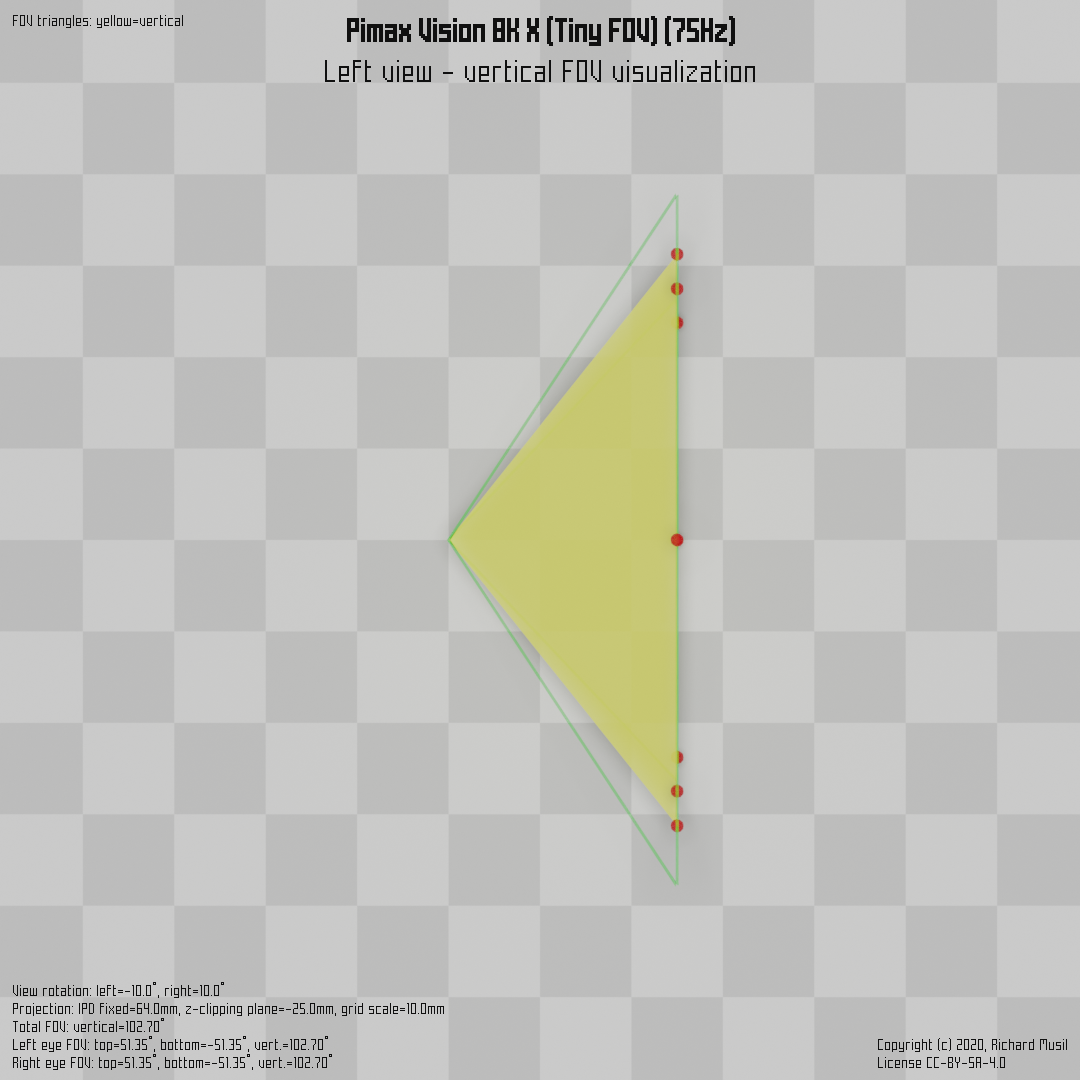 FOV triangles: yellow=vertical
Pimax Vision 8K X (Tiny FOV) (75Hz)
Left view - vertical FOV visualization
View rotation: left=-10.0°, right=10.0°
Projection: IPD fixed=64.0mm, z-clipping plane=-25.0mm, grid scale=10.0mm
Total FOV: vertical=102.70°
Left eye FOV: top=51.35°, bottom=-51.35°, vert.=102.70°
Right eye FOV: top=51.35°, bottom=-51.35°, vert.=102.70°
Copyright (c) 2020, Richard Musil
License CC-BY-SA-4.0